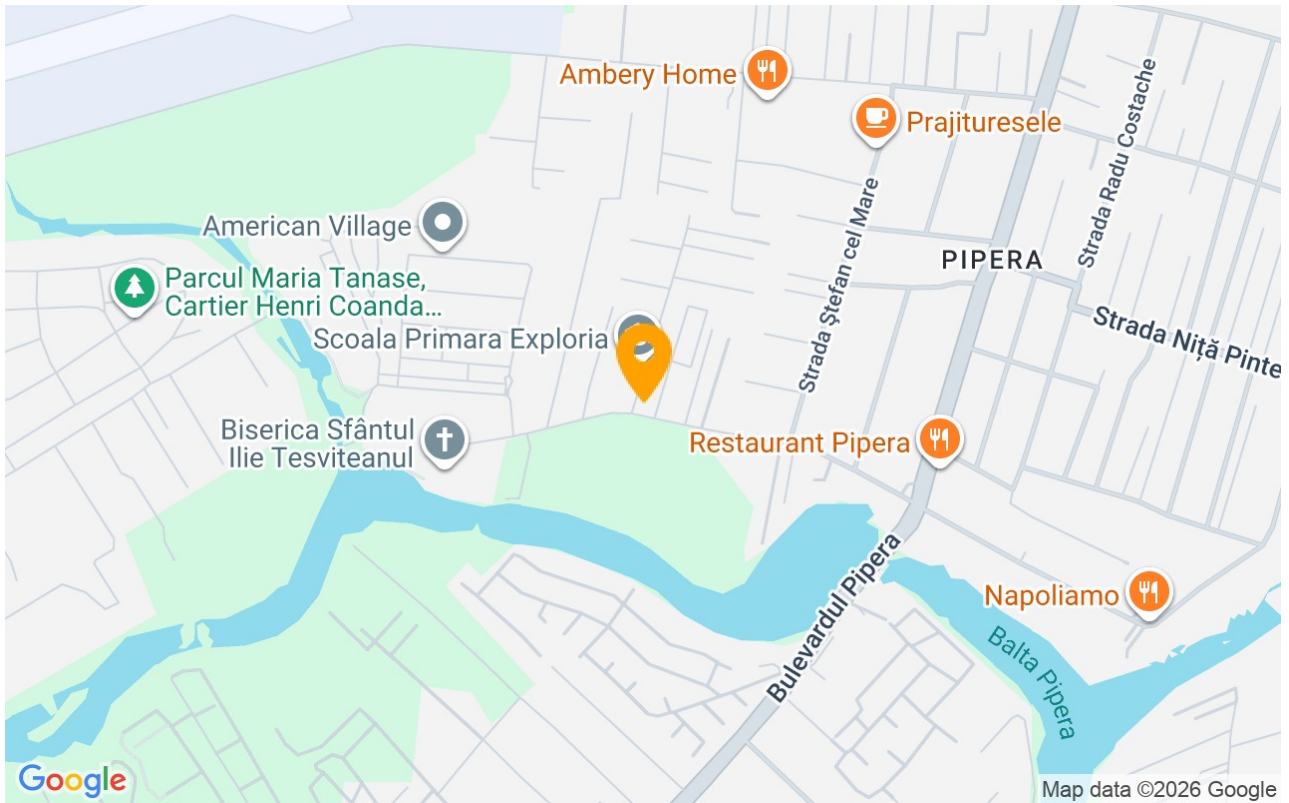 Ambery Home
Prajituresele
Strada Radu Costache
American Village
Strada Ștefan cel Mare
PIPERA
Parcul Maria Tanase,
Cartier Henri Coanda...
Scoala Primara Exploria
Strada Niță Pinte
Biserica Sfântul
Ilie Tesviteanul
Restaurant Pipera
Bulevardul Pipera
Napoliamo
Balta Pipera
Google
Map data ©2026 Google